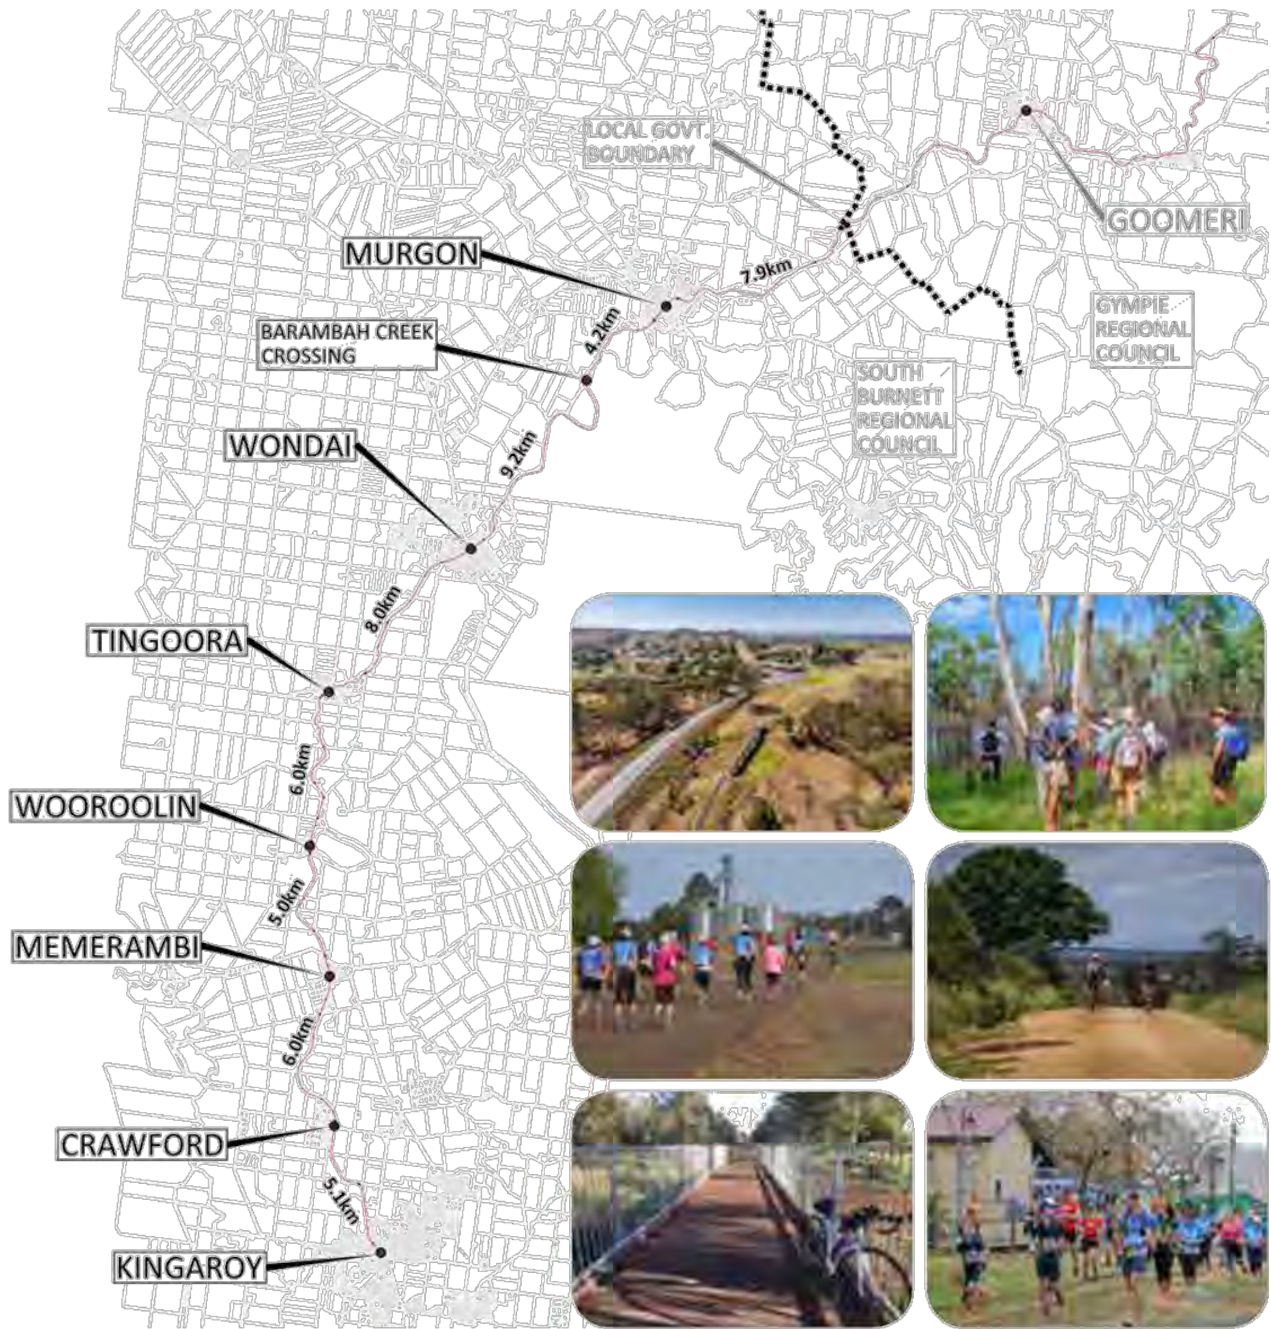 LOCAL GOVT.
BOUNDARY
GOOMERI
MURGON
7.9km
GYMPIE
REGIONAL
COUNCIL
BARAMBAH CREEK
CROSSING
4.2km
SOUTH
BURNETT
REGIONAL
COUNCIL
WONDAI
9.2km
8.0km
TINGOORA
6.0km
WOOROOLIN
5.0km
MEMERAMBI
6.0km
CRAWFORD
5.1km
KINGAROY